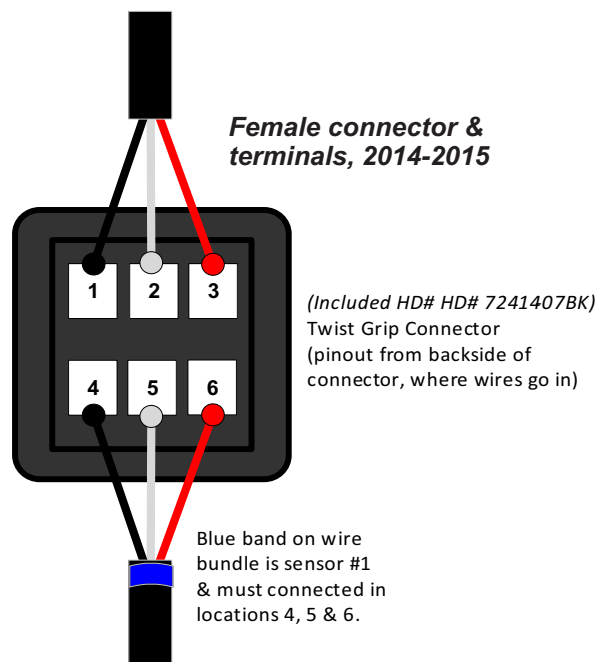 Female connector &
terminals, 2014-2015
1 2 3
(Included HD# HD# 7241407BK)
Twist Grip Connector
(pinout from backside of
connector, where wires go in)
4 5 6
Blue band on wire
bundle is sensor #1
& must connected in
locations 4, 5 & 6.